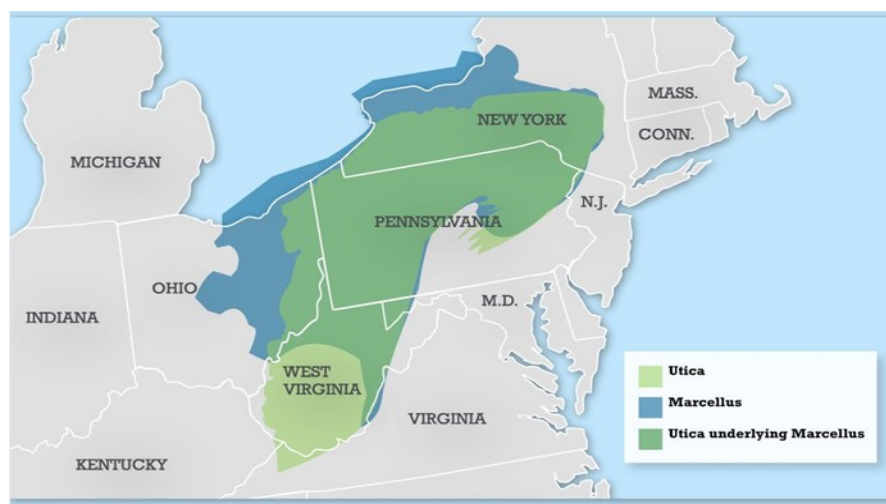 MASS.
NEW YORK
CONN.
MICHIGAN
N.J.
PENNSYLVANIA
OHIO
M.D.
INDIANA
WEST
VIRGINIA
VIRGINIA
KENTUCKY
Utica
Marcellus
Utica underlying Marcellus